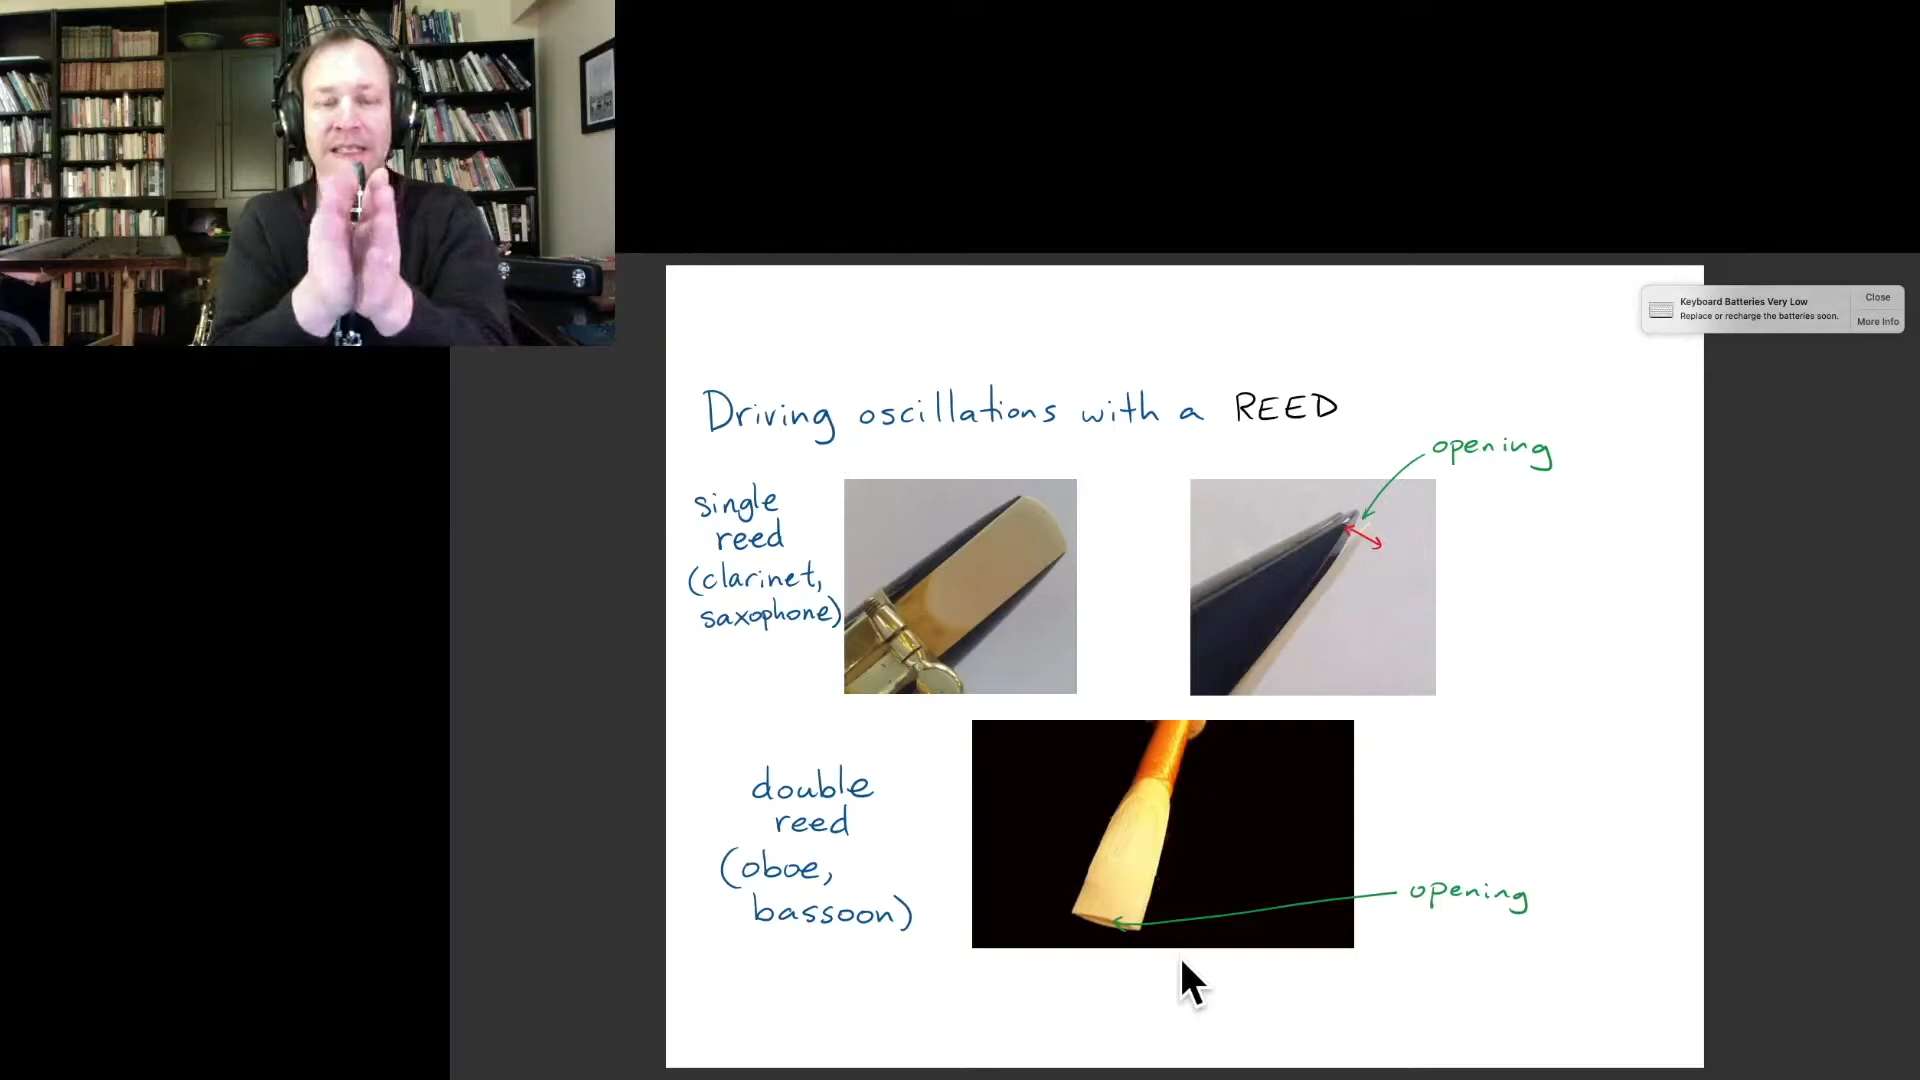 Keyboard Batteries Very Low
Replace or recharge the batteries soon.
Close
More Info
Driving oscillations with a REED
opening
single
reed
(clarinet,
saxophone)
double
reed
(oboe,
bassoon)
opening